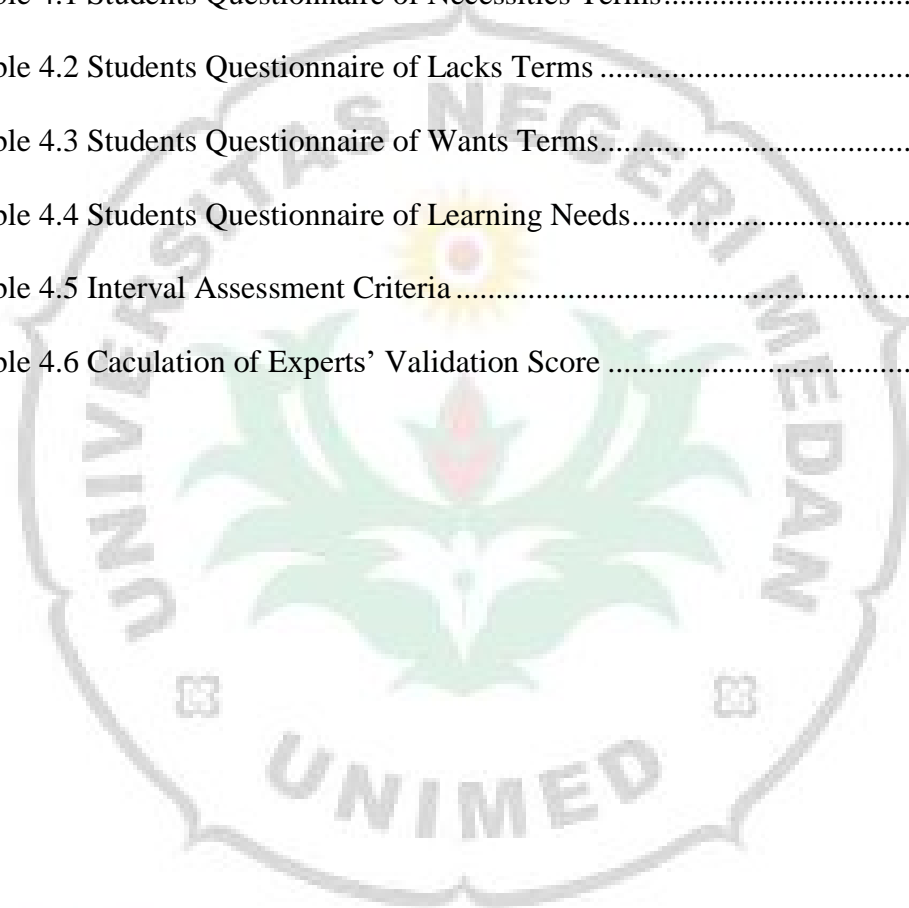 ble 4.1 Students Questionnaire of Necessities Terms..............................
ble 4.2 Students Questionnaire of Lacks Terms ......................................
ble 4.3 Students Questionnaire of Wants Terms......................................
ble 4.4 Students Questionnaire of Learning Needs..................................
ble 4.5 Interval Assessment Criteria ........................................................
ble 4.6 Caculation of Experts’ Validation Score .....................................
UNIVERSITAS NEGERI MEDAN
UNIMED